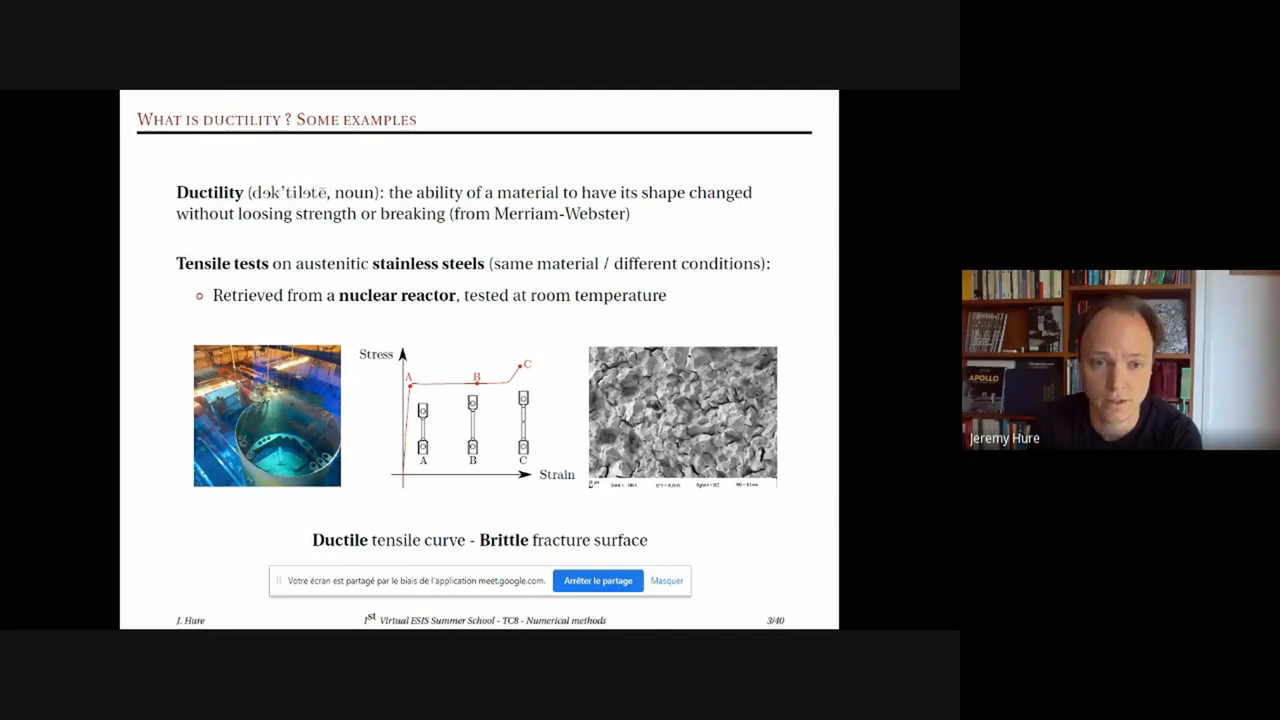 WHAT IS DUCTILITY ? SOME EXAMPLES
Ductility (dək'tilətē, noun): the ability of a material to have its shape changed
without loosing strength or breaking (from Merriam-Webster)
Tensile tests on austenitic stainless steels (same material / different conditions):
Retrieved from a nuclear reactor, tested at room temperature
Stress
A
B
C
A
B
C
Strain
Ductile tensile curve - Brittle fracture surface
Votre écran est partagé par le biais de l'application meet.google.com.
Arrêter le partage
Masquer
J. Hure
1st Virtual ESIS Summer School - TC8 - Numerical methods
3/40
APOLLO
Jeremy Hure